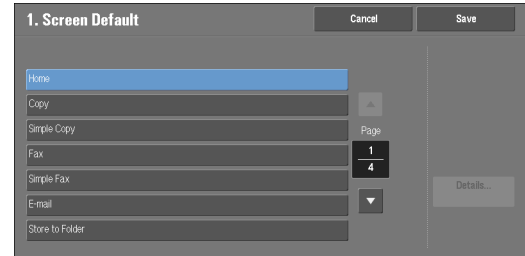 1. Screen Default
Cancel
Save
Home
Copy
Simple Copy
Fax
Simple Fax
E-mail
Store to Folder
Page
1
4
Details...